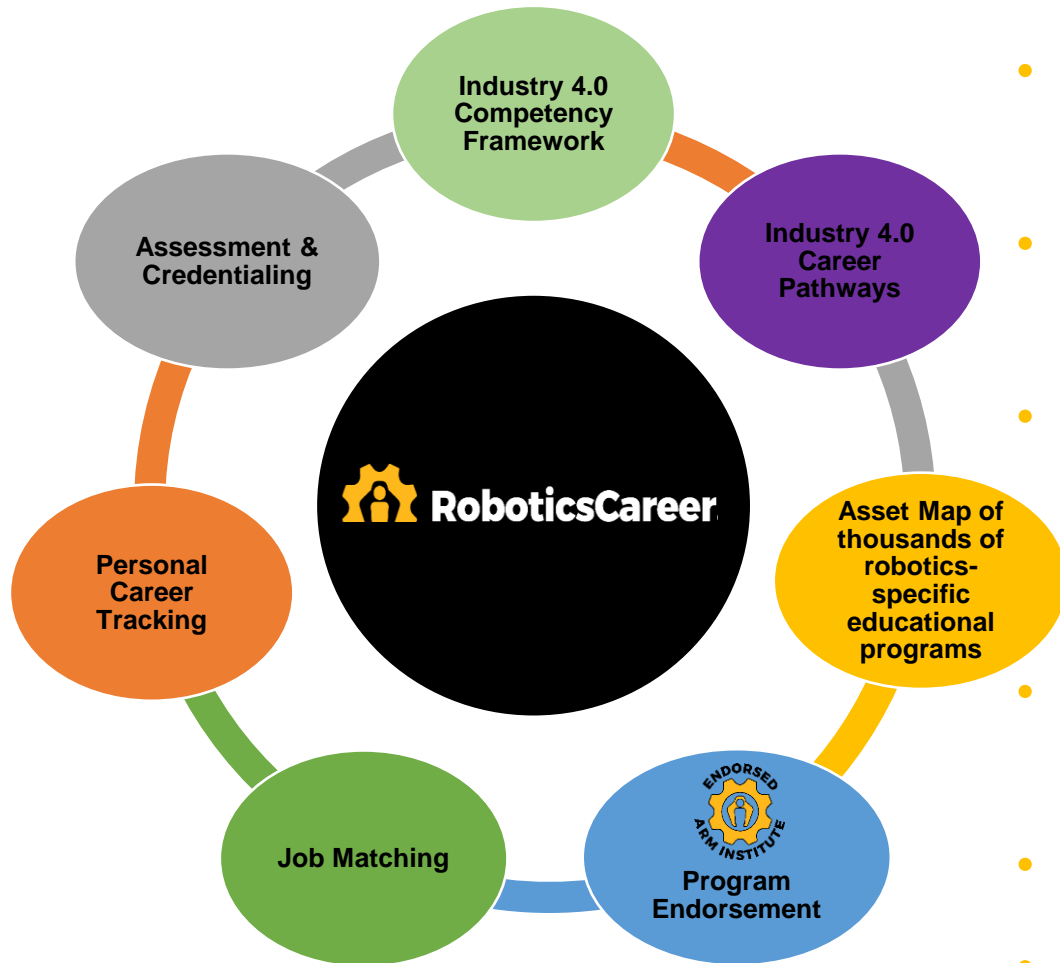 Industry 4.0
Competency
Framework
Industry 4.0
Career
Pathways
Asset Map of
thousands of
robotics-
specific
educational
programs
ENDORSED
ARM INSTITUTE
Program
Endorsement
Job Matching
Personal
Career
Tracking
Assessment &
Credentialing
RoboticsCareer